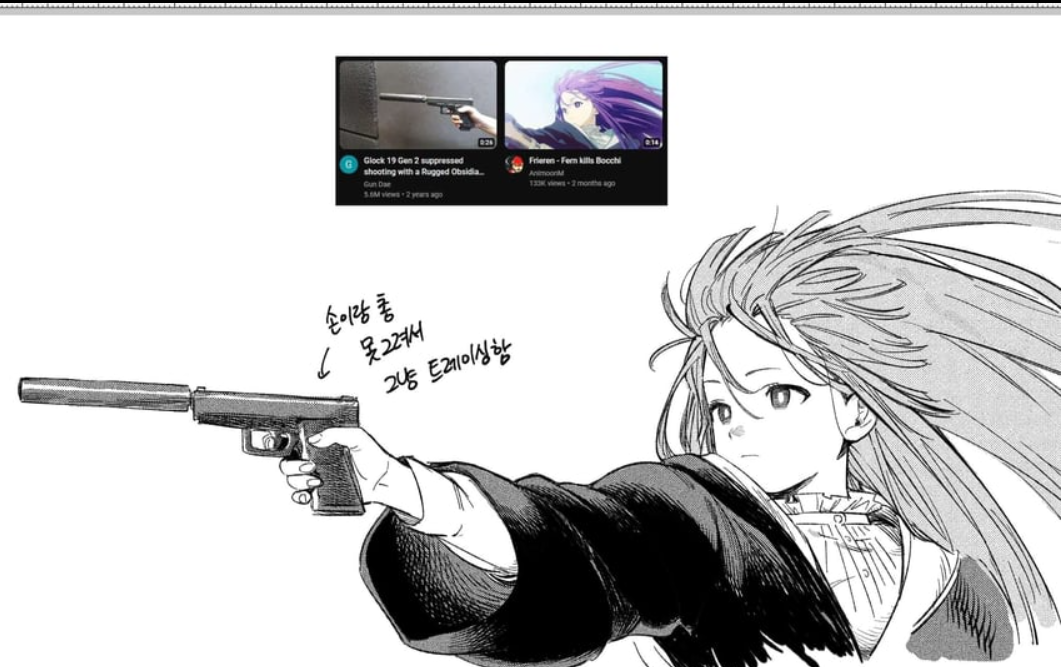 0:26
0:14
G
Glock 19 Gen 2 suppressed
shooting with a Rugged Obsidia...
Gun Dae
5.6M views • 2 years ago
Frieren - Fern kills Bocchi
AnimoonM
133K views • 2 months ago
손이랑 총
못그려서
그냥 트레이싱함